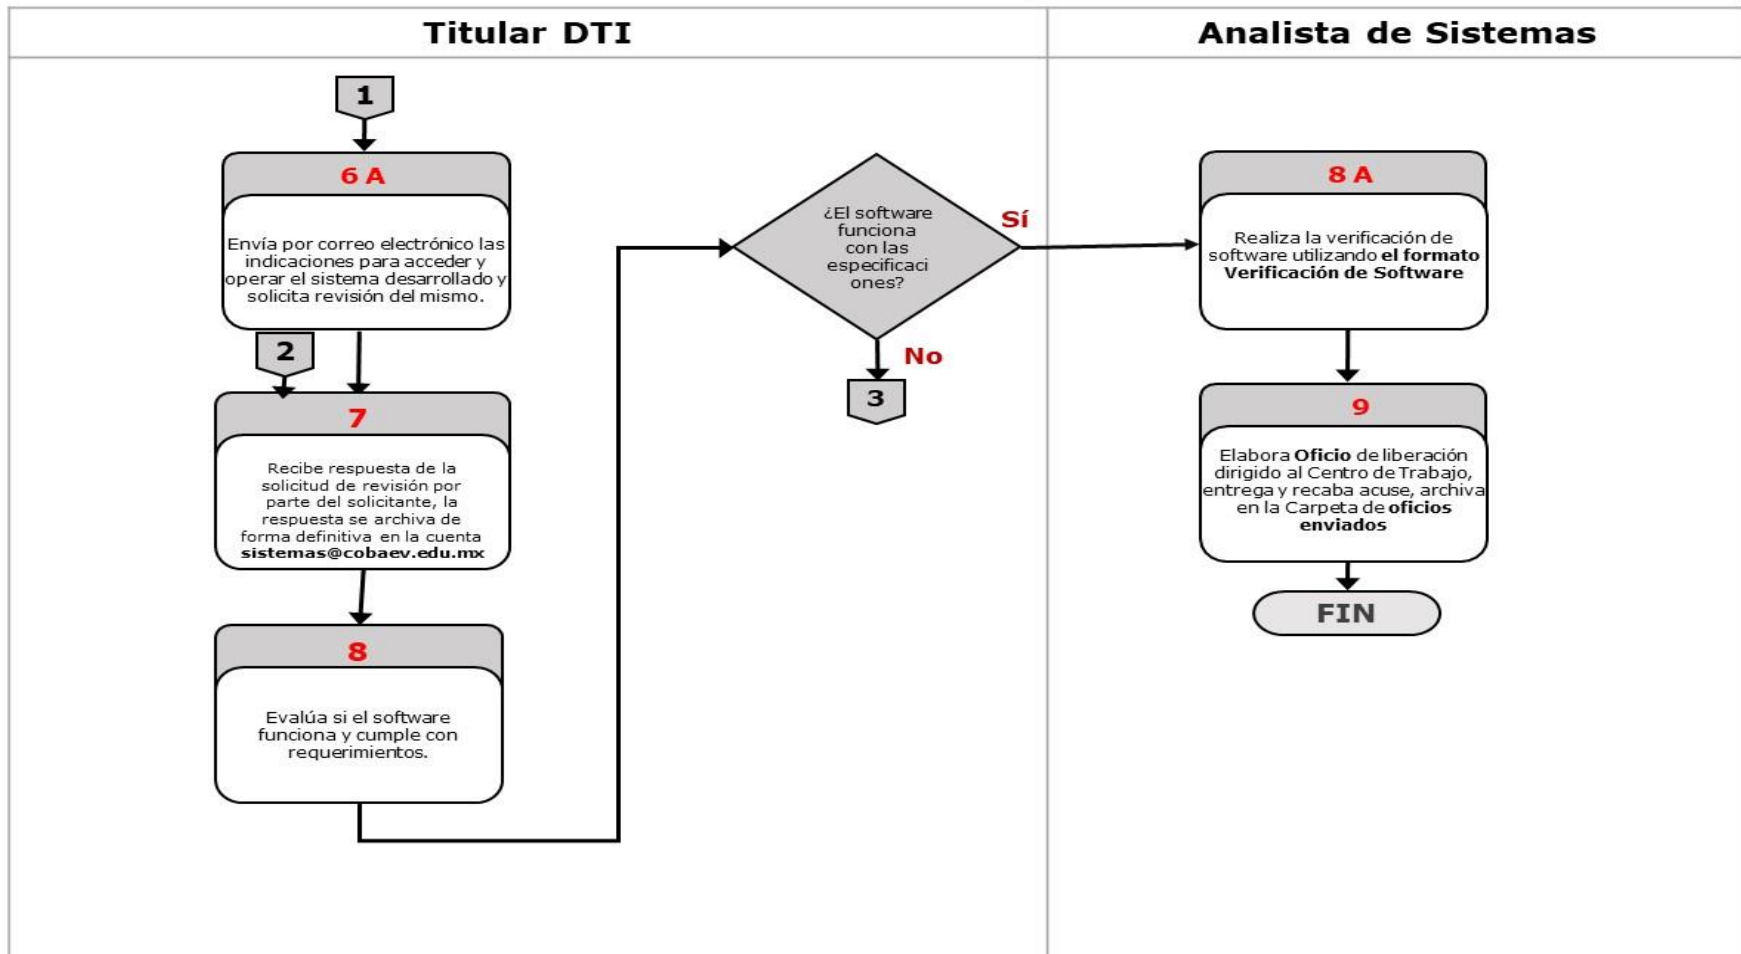 Titular DTI
Analista de Sistemas
1
6 A
Envía por correo electrónico las
indicaciones para acceder y
operar el sistema desarrollado y
solicita revisión del mismo.
2
7
Recibe respuesta de la
solicitud de revisión por
parte del solicitante, la
respuesta se archiva de
forma definitiva en la cuenta
sistemas@cobaev.edu.mx
8
Evalúa si el software
funciona y cumple con
requerimientos.
¿El software
funciona
con las
especificaci
ones?
Sí
No
3
8 A
Realiza la verificación de
software utilizando el formato
Verificación de Software
9
Elabora Oficio de liberación
dirigido al Centro de Trabajo,
entrega y recaba acuse, archiva
en la Carpeta de oficios
enviados
FIN